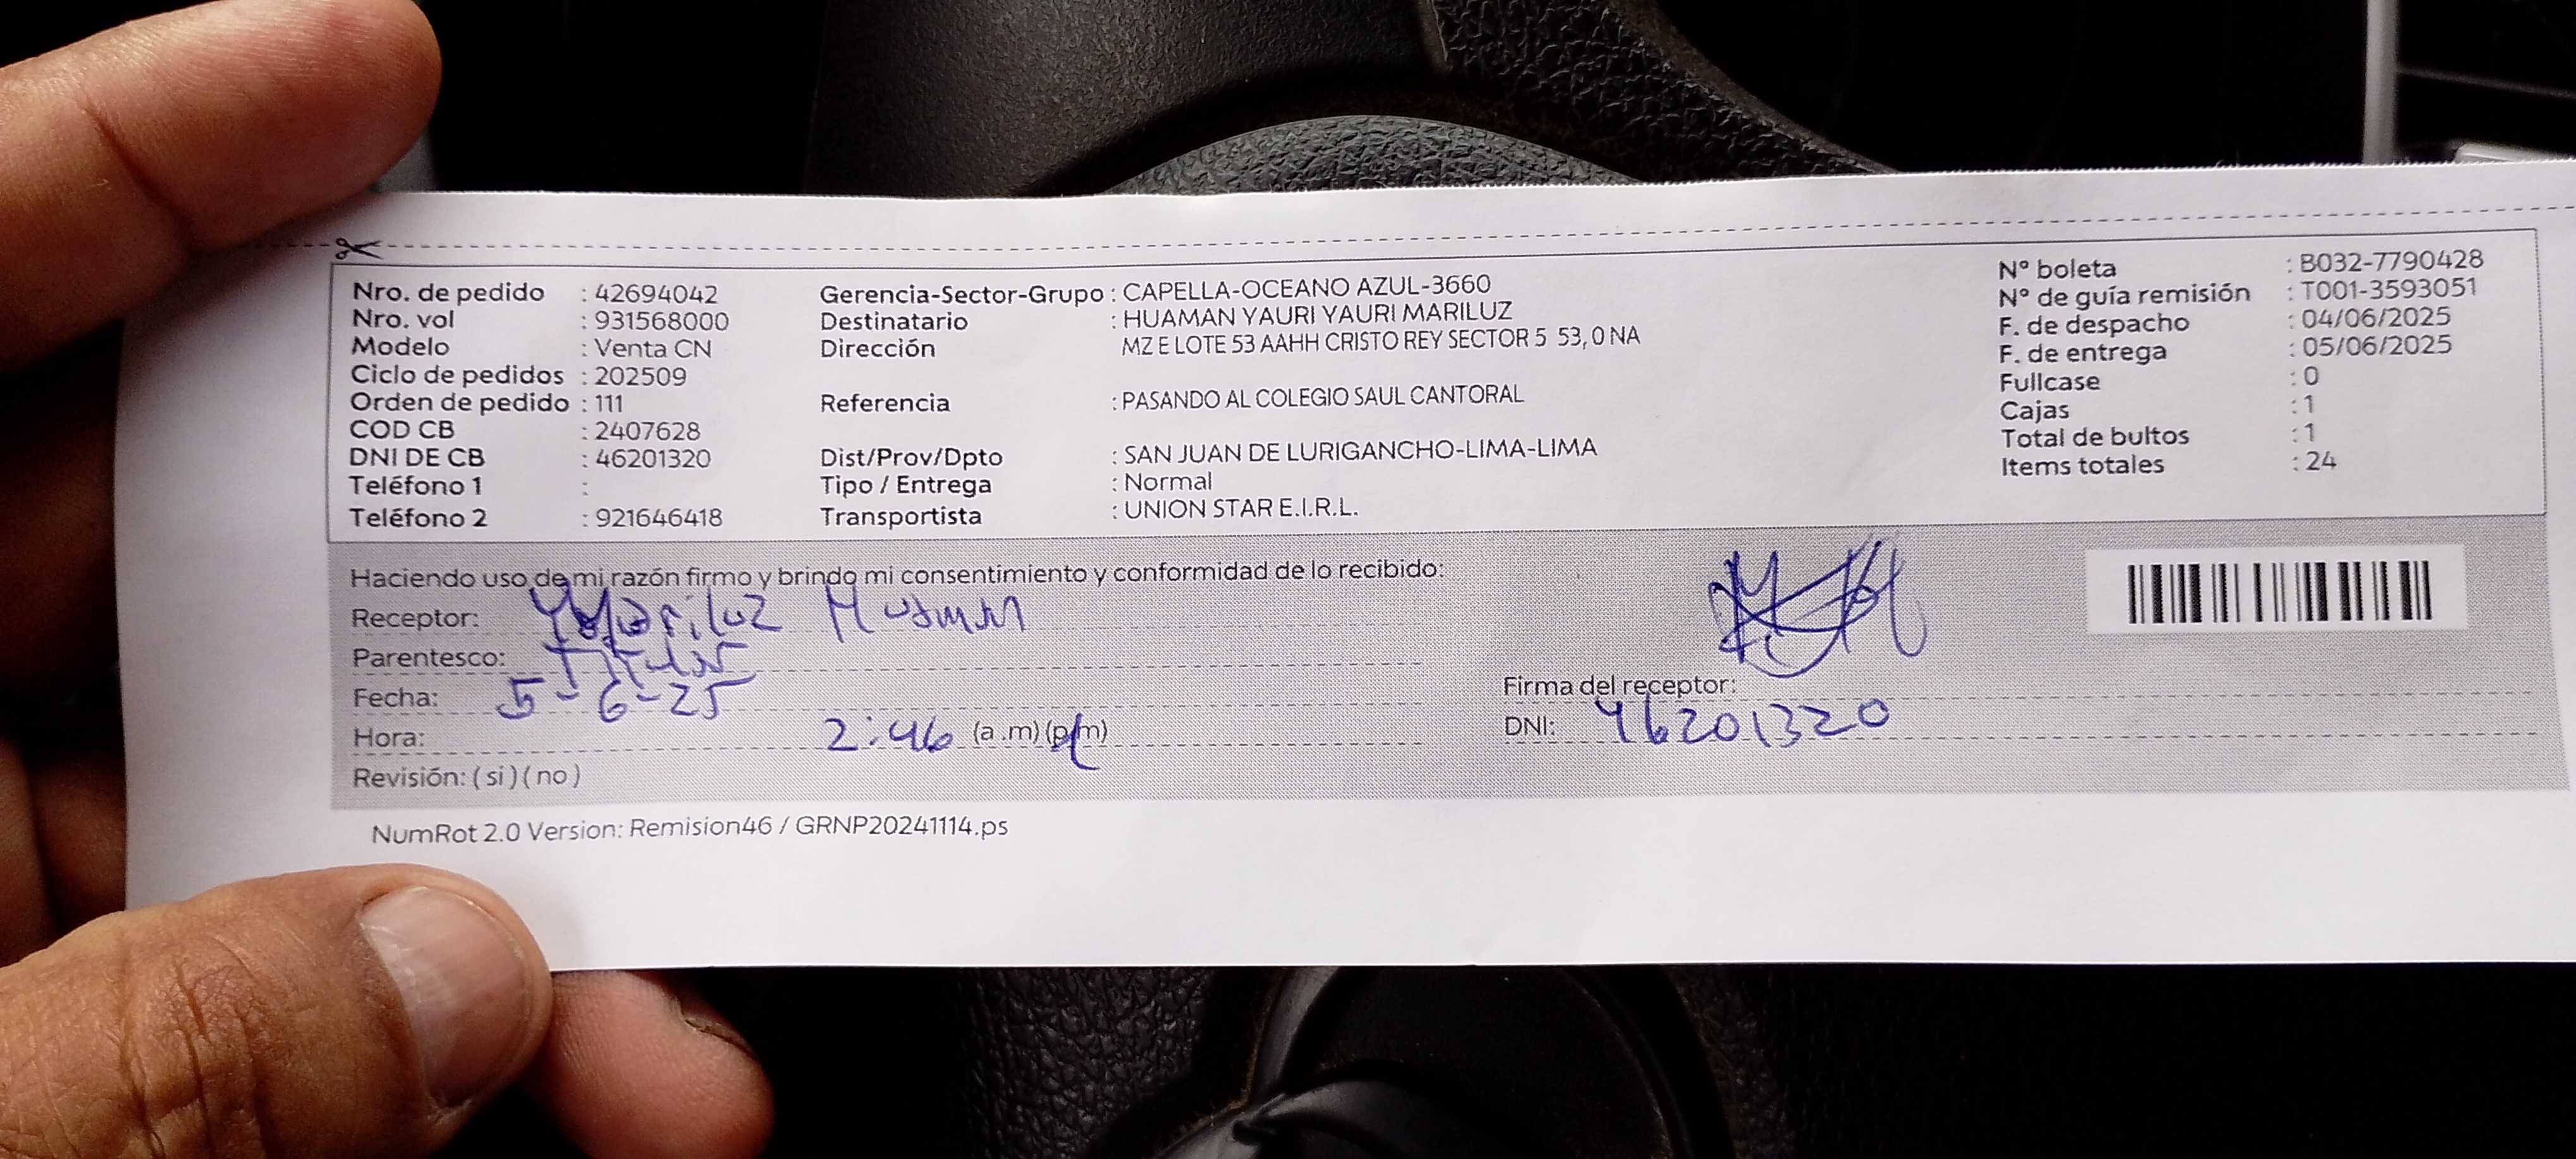 Nro. de pedido : 42694042
Nro. vol : 931568000
Modelo : Venta CN
Ciclo de pedidos : 202509
Orden de pedido : 111
COD CB : 2407628
DNI DE CB : 46201320
Teléfono 1 :
Teléfono 2 : 921646418
Gerencia-Sector-Grupo : CAPELLA-OCEANO AZUL-3660
Destinatario : HUAMAN YAURI YAURI MARILUZ
Dirección MZ E LOTE 53 AAHH CRISTO REY SECTOR 5 53, 0 NA
Referencia : PASANDO AL COLEGIO SAUL CANTORAL
Dist/Prov/Dpto : SAN JUAN DE LURIGANCHO-LIMA-LIMA
Tipo / Entrega : Normal
Transportista : UNION STAR E.I.R.L.
N° boleta : B032-7790428
N° de guía remisión : T001-3593051
F. de despacho : 04/06/2025
F. de entrega : 05/06/2025
Fullcase : 0
Cajas : 1
Total de bultos : 1
Items totales : 24
Haciendo uso de mi razón firmo y brindo mi consentimiento y conformidad de lo recibido:
Receptor: Mariluz Huaman
Parentesco: Titular
Fecha: 5-6-25
Hora: 2:46 (a .m) (p.m)
Revisión: ( si ) ( no )
Firma del receptor:
DNI: 46201320
NumRot 2.0 Version: Remision46 / GRNP20241114.ps